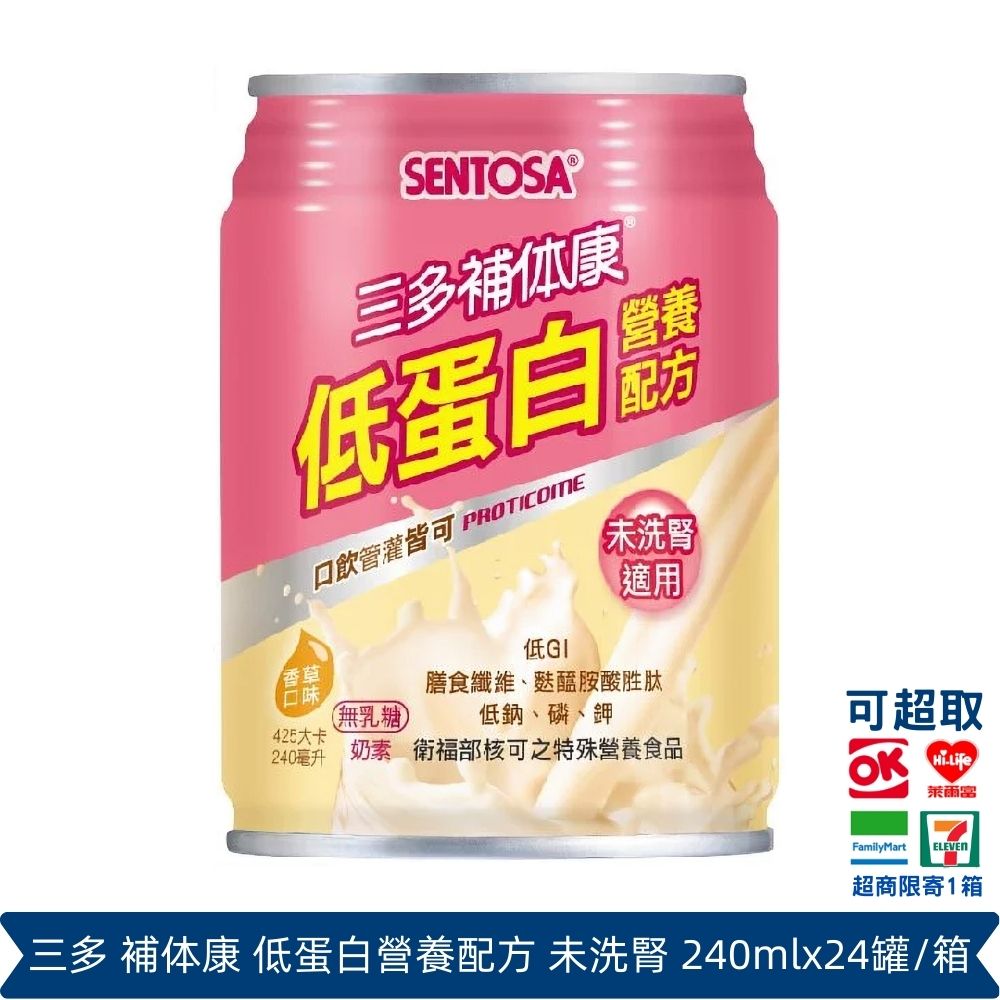 SENTOSA®
三多補体康®
低蛋白
營養
配方
口飲管灌皆可 PROTICOME
未洗腎
適用
香草
口味
低GI
膳食纖維、麩醯胺酸胜肽
低鈉、磷、鉀
衛福部核可之特殊營養食品
無乳糖
奶素
425大卡
240毫升
可超取
OK
Hi-Life
萊爾富
FamilyMart
7
ELEVEn
超商限寄1箱
三多 補体康 低蛋白營養配方 未洗腎 240mlx24罐/箱